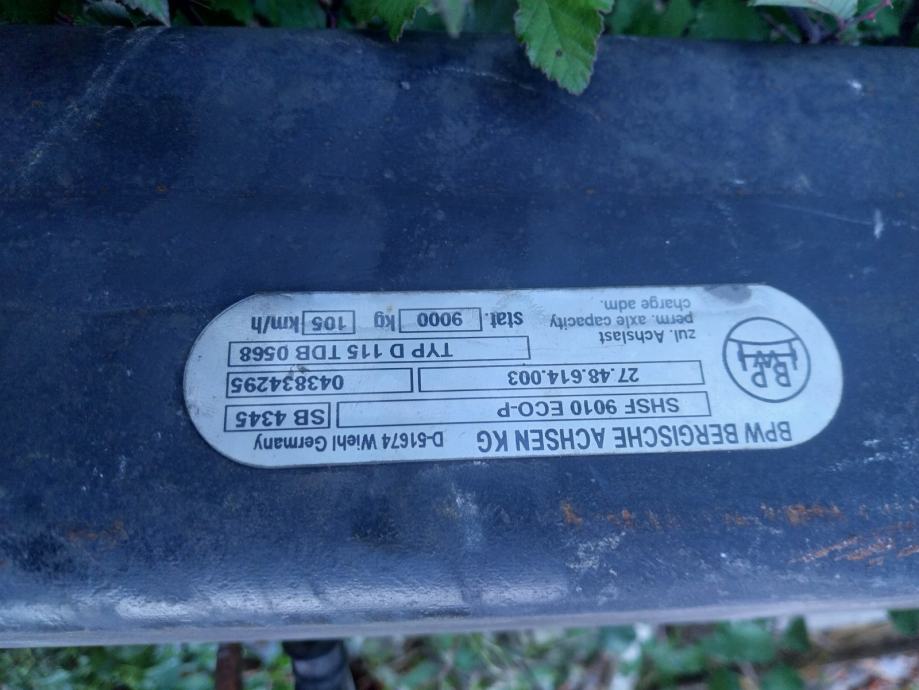 BPW BERGISCHE ACHSEN KG D-51674 Wiehl Germany
SHSF 9010 ECO-P SB 4345
27.48.614.003 043834295
TYP D 115 TDB 0568
BPW
zul. Achslast
perm. axle capacity
charge adm.
stat. 9000 kg 105 km/h